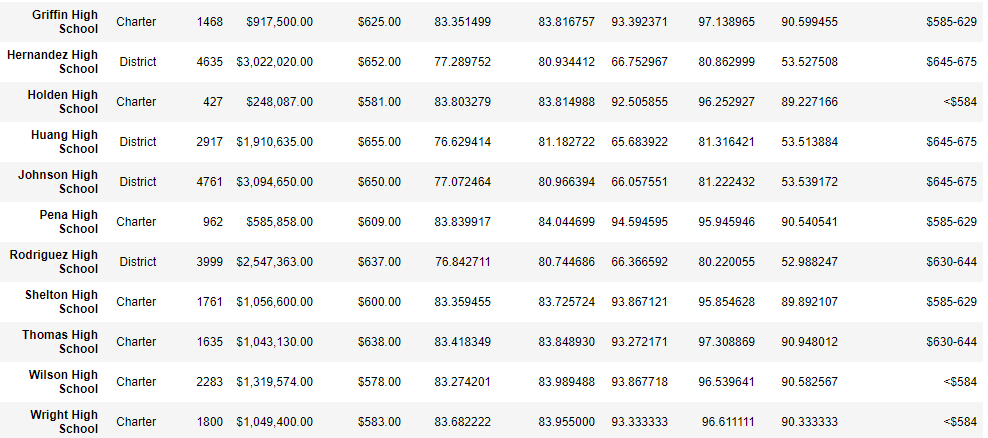 Griffin High School Charter 1468 $917,500.00 $625.00 83.351499 83.816757 93.392371 97.138965 90.599455 $585-629
Hernandez High School District 4635 $3,022,020.00 $652.00 77.289752 80.934412 66.752967 80.862999 53.527508 $645-675
Holden High School Charter 427 $248,087.00 $581.00 83.803279 83.814988 92.505855 96.252927 89.227166 <$584
Huang High School District 2917 $1,910,635.00 $655.00 76.629414 81.182722 65.683922 81.316421 53.513884 $645-675
Johnson High School District 4761 $3,094,650.00 $650.00 77.072464 80.966394 66.057551 81.222432 53.539172 $645-675
Pena High School Charter 962 $585,858.00 $609.00 83.839917 84.044699 94.594595 95.945946 90.540541 $585-629
Rodriguez High School District 3999 $2,547,363.00 $637.00 76.842711 80.744686 66.366592 80.220055 52.988247 $630-644
Shelton High School Charter 1761 $1,056,600.00 $600.00 83.359455 83.725724 93.867121 95.854628 89.892107 $585-629
Thomas High School Charter 1635 $1,043,130.00 $638.00 83.418349 83.848930 93.272171 97.308869 90.948012 $630-644
Wilson High School Charter 2283 $1,319,574.00 $578.00 83.274201 83.989488 93.867718 96.539641 90.582567 <$584
Wright High School Charter 1800 $1,049,400.00 $583.00 83.682222 83.955000 93.333333 96.611111 90.333333 <$584